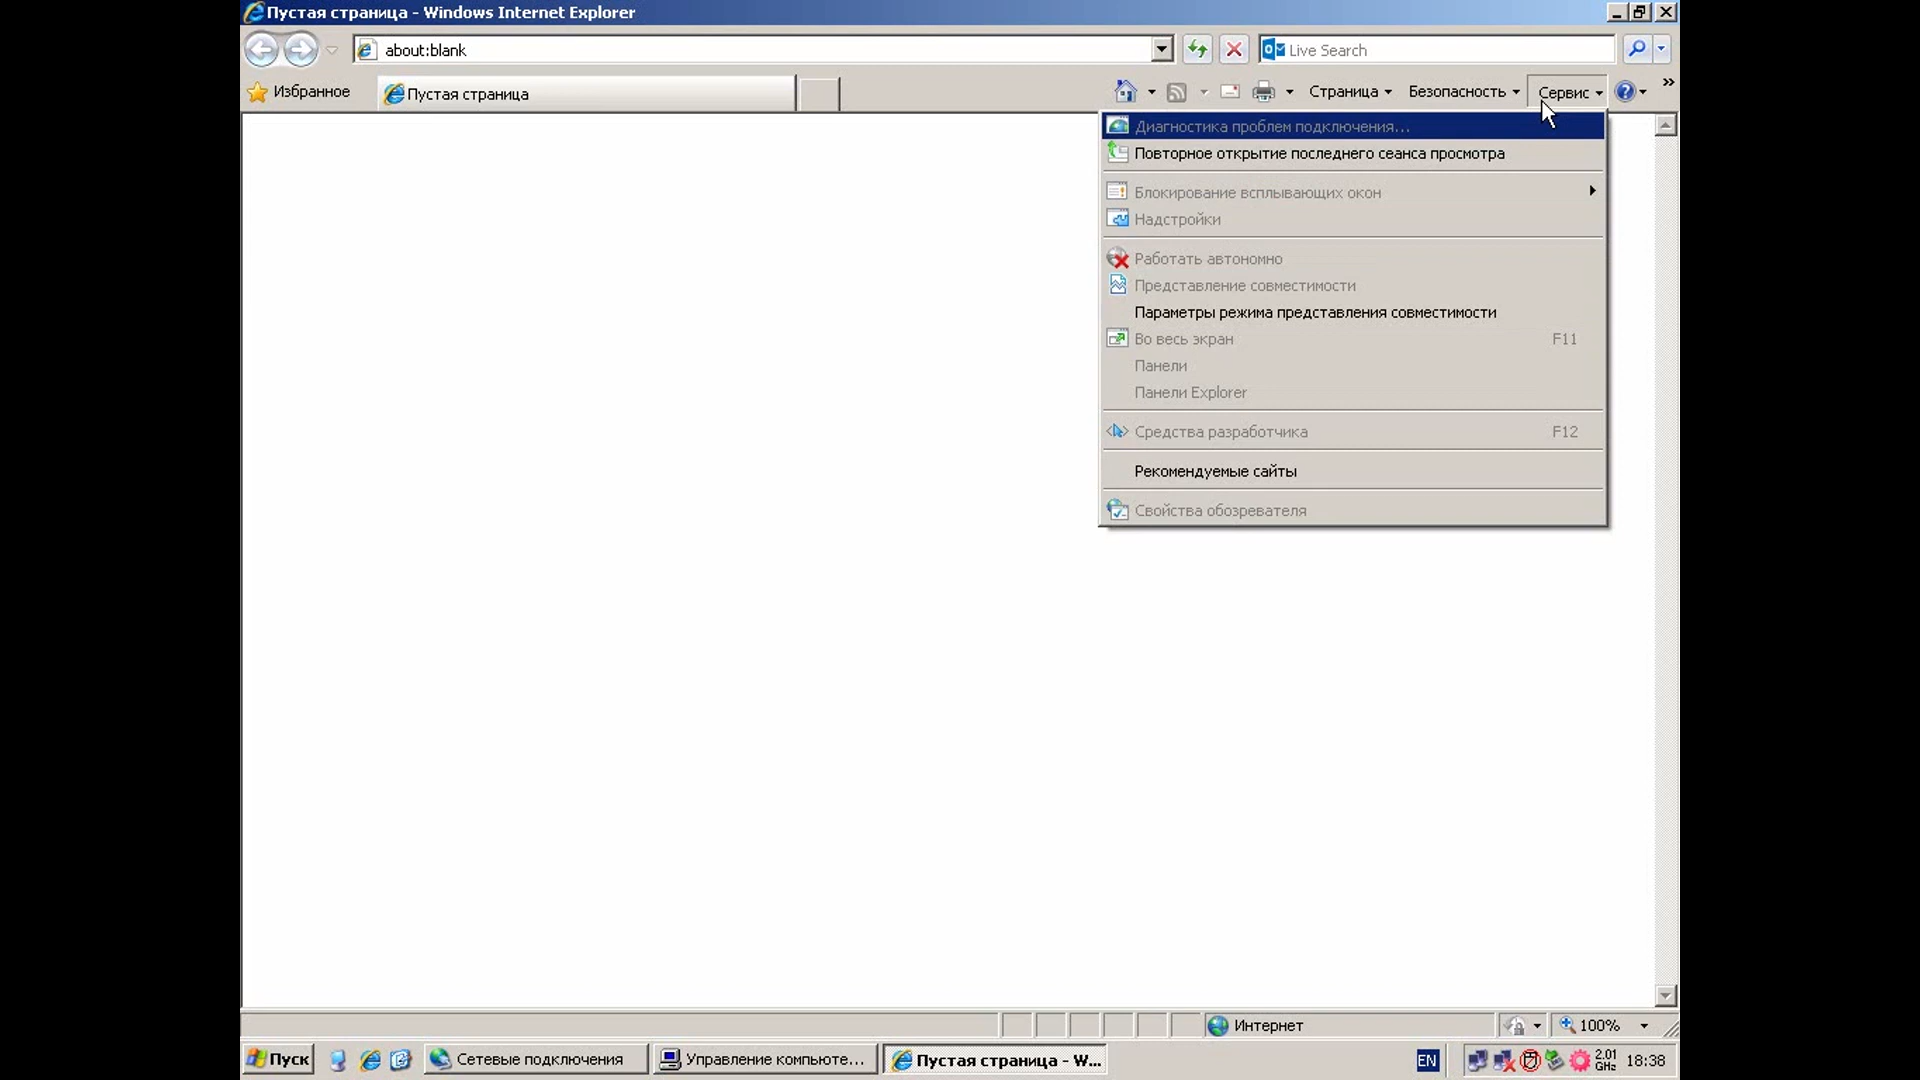 Пустая страница - Windows Internet Explorer
about:blank
Live Search
Избранное
Пустая страница
Страница
Безопасность
Сервис
Диагностика проблем подключения...
Повторное открытие последнего сеанса просмотра
Блокирование всплывающих окон
Надстройки
Работать автономно
Представление совместимости
Параметры режима представления совместимости
Во весь экран F11
Панели
Панели Explorer
Средства разработчика F12
Рекомендуемые сайты
Свойства обозревателя
Интернет
100%
Пуск
Сетевые подключения
Управление компьюте...
Пустая страница - W...
EN
2.01
GHz
18:38